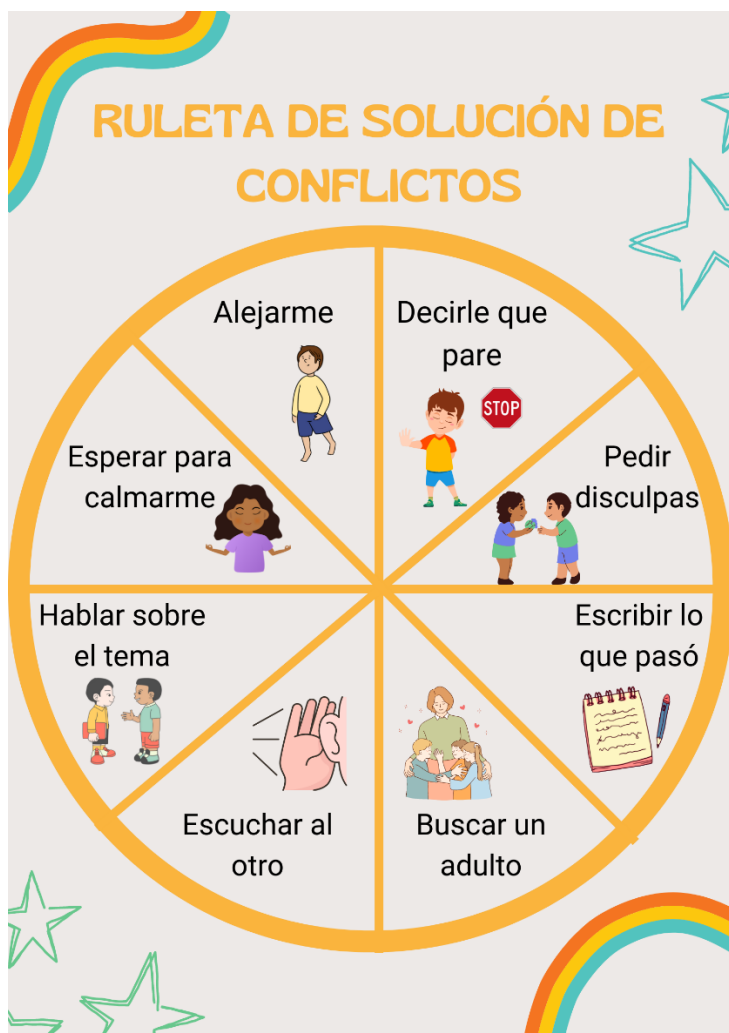 RULETA DE SOLUCIÓN DE
CONFLICTOS
Alejarme
Decirle que
pare
STOP
Pedir
disculpas
Escribir lo
que pasó
Buscar un
adulto
Escuchar al
otro
Hablar sobre
el tema
Esperar para
calmarme